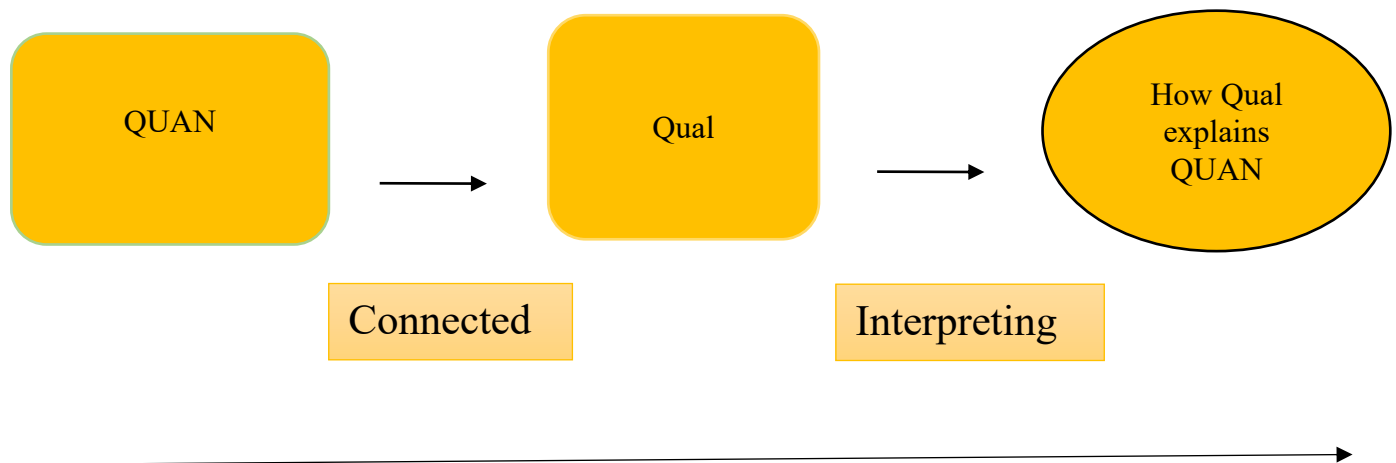 QUAN
Qual
How Qual
explains
QUAN
Connected
Interpreting